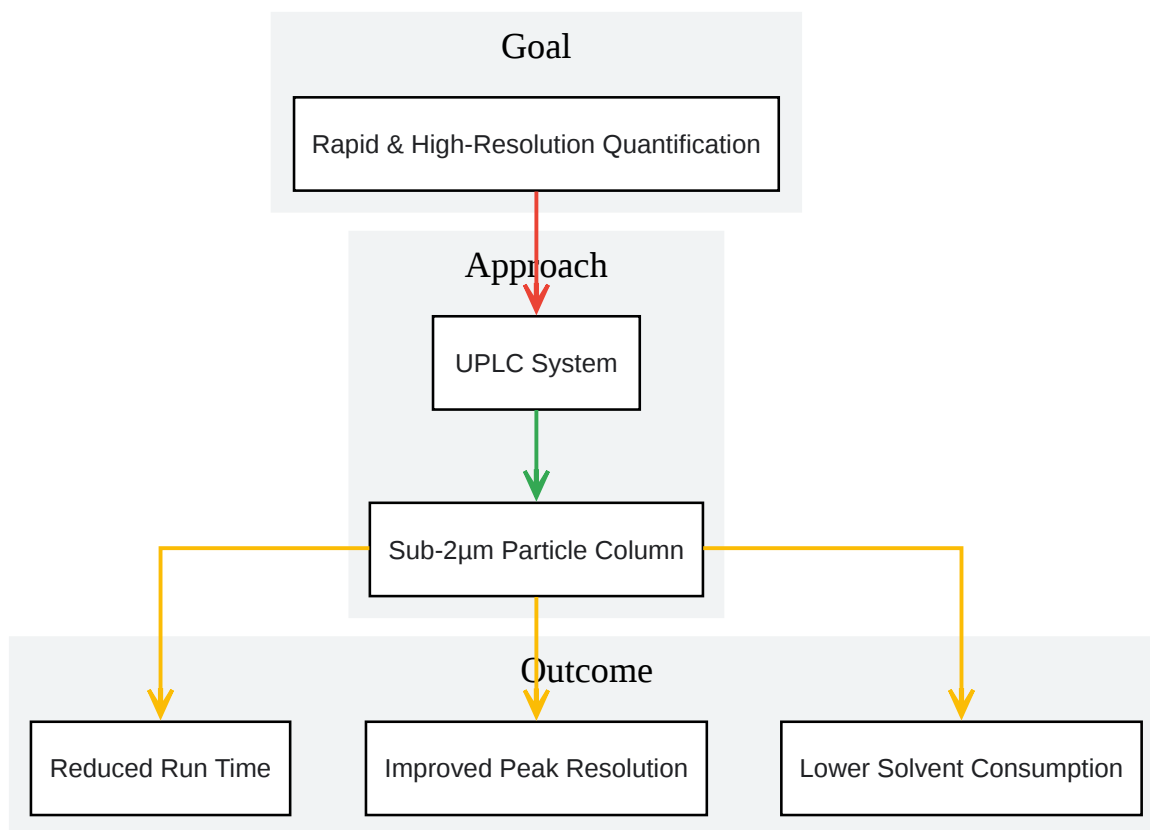 Goal
Rapid & High-Resolution Quantification
Approach
UPLC System
Sub-2µm Particle Column
Outcome
Reduced Run Time
Improved Peak Resolution
Lower Solvent Consumption